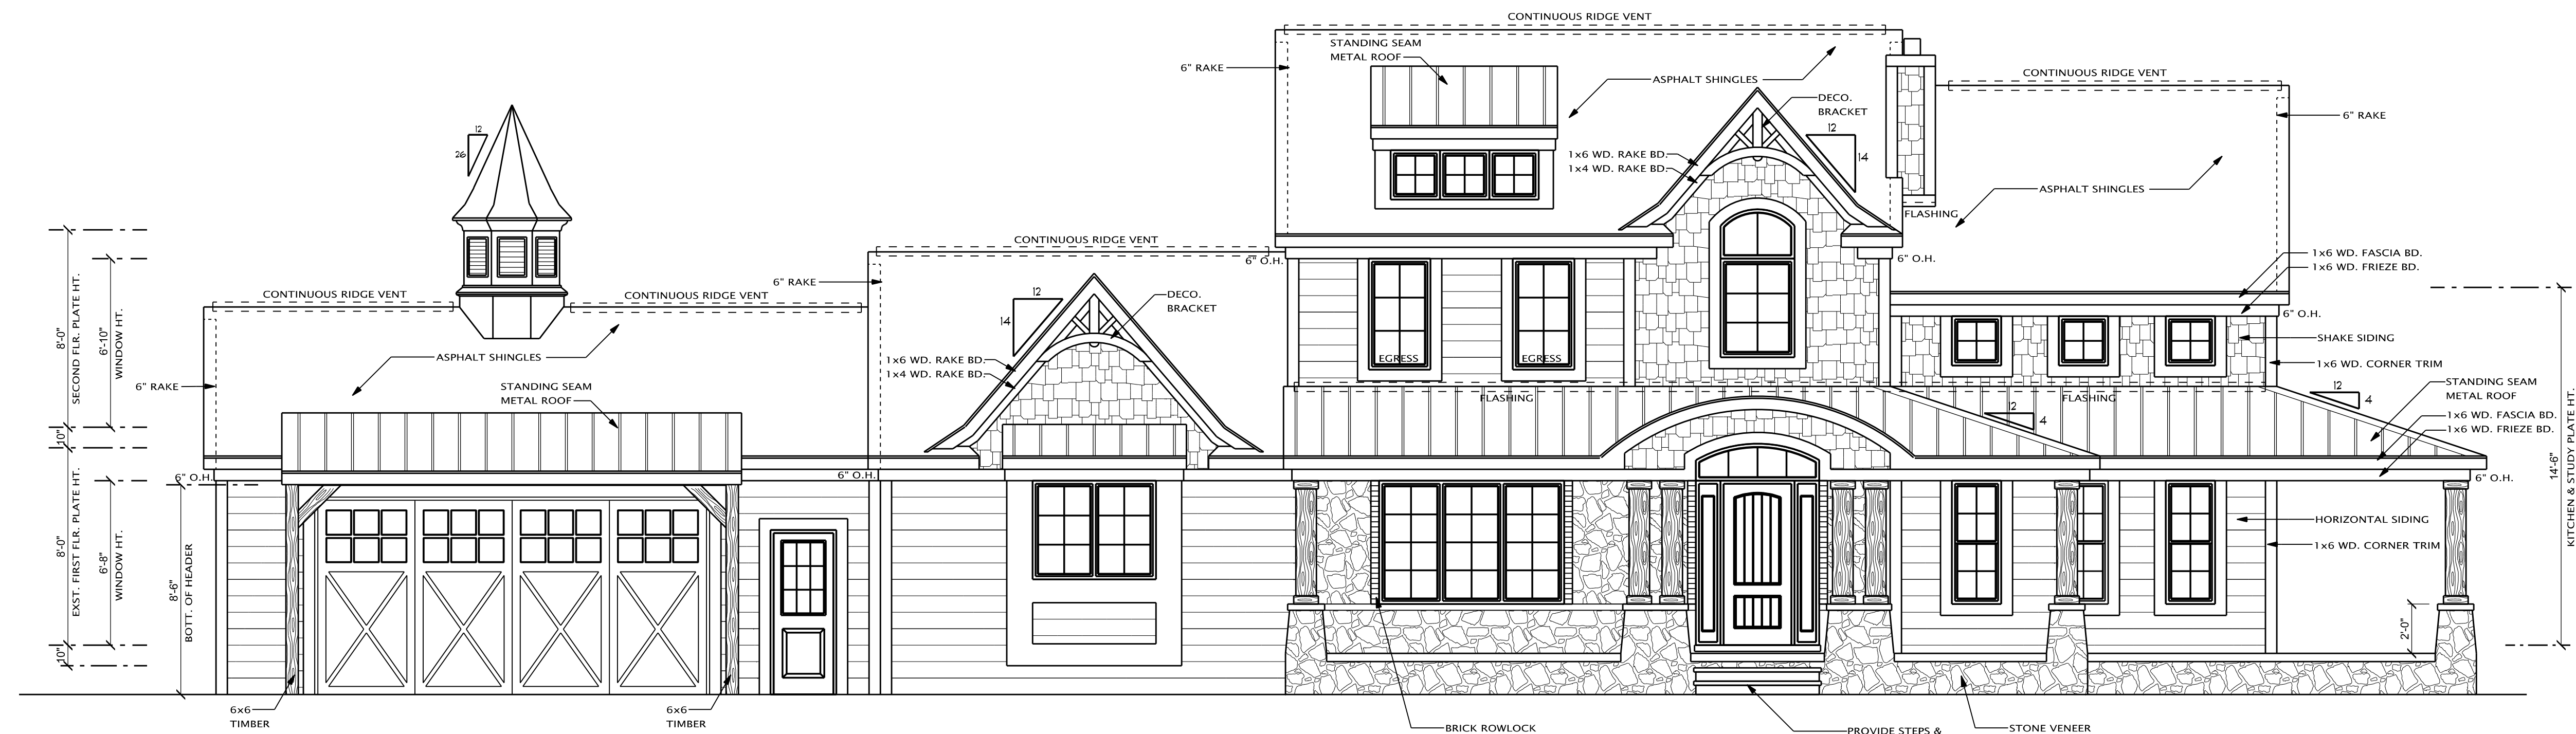 CONTINUOUS RIDGE VENT
STANDING SEAM
METAL ROOF
6" RAKE
ASPHALT SHINGLES
CONTINUOUS RIDGE VENT
DECO.
BRACKET
6" RAKE
12
14
12
26
1x6 WD. RAKE BD.
1x4 WD. RAKE BD.
ASPHALT SHINGLES
FLASHING
CONTINUOUS RIDGE VENT
6" O.H.
6" O.H.
1x6 WD. FASCIA BD.
1x6 WD. FRIEZE BD.
6" RAKE
CONTINUOUS RIDGE VENT
CONTINUOUS RIDGE VENT
12
14
DECO.
BRACKET
6" O.H.
SHAKE SIDING
8'-0"
SECOND FLR. PLATE HT.
6'-10"
WINDOW HT.
ASPHALT SHINGLES
1x6 WD. RAKE BD.
1x4 WD. RAKE BD.
EGRESS
EGRESS
1x6 WD. CORNER TRIM
6" RAKE
STANDING SEAM
METAL ROOF
FLASHING
FLASHING
12
4
12
4
STANDING SEAM
METAL ROOF
1x6 WD. FASCIA BD.
1x6 WD. FRIEZE BD.
10"
6" O.H.
6" O.H.
6" O.H.
14'-6"
KITCHEN & STUDY PLATE HT.
8'-0"
EXST. FIRST FLR. PLATE HT.
6'-8"
WINDOW HT.
8'-6"
BOTT. OF HEADER
HORIZONTAL SIDING
1x6 WD. CORNER TRIM
2'-0"
10"
6x6
TIMBER
6x6
TIMBER
BRICK ROWLOCK
PROVIDE STEPS &
STONE VENEER